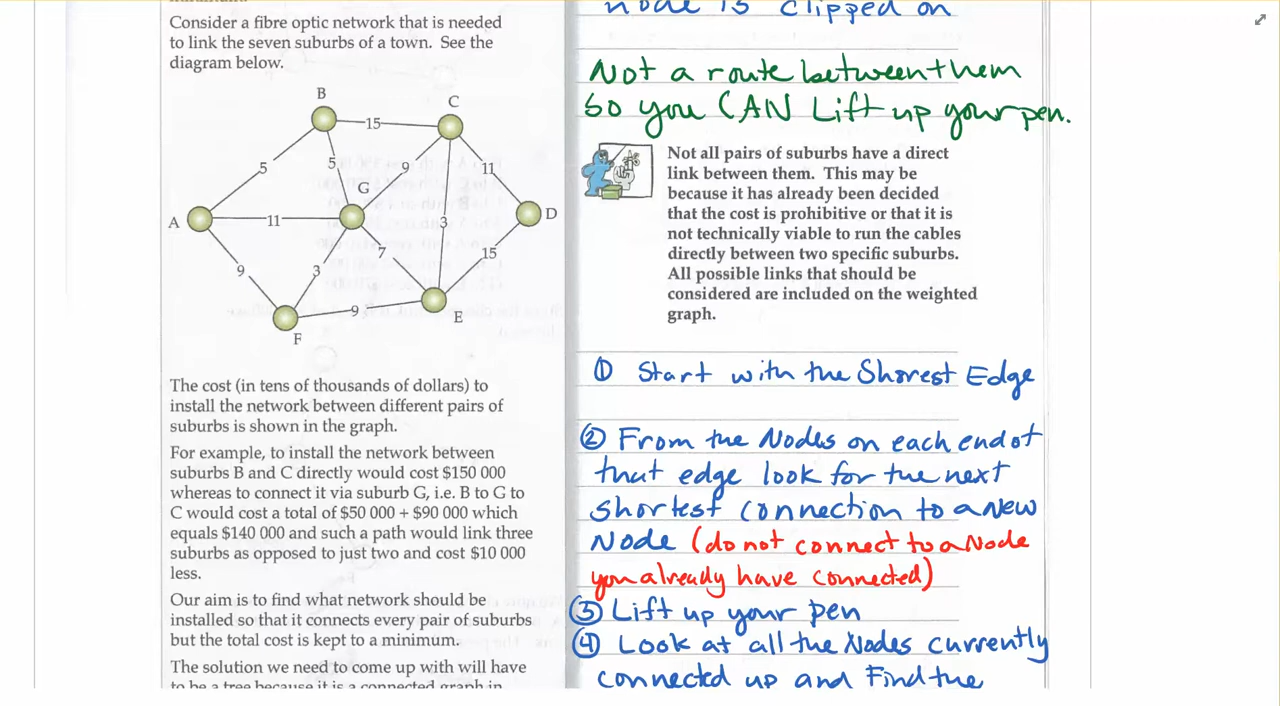 Consider a fibre optic network that is needed
to link the seven suburbs of a town. See the
diagram below.
B
C
15
5
5
9
11
G
A
11
3
D
9
3
7
15
9
E
F
The cost (in tens of thousands of dollars) to
install the network between different pairs of
suburbs is shown in the graph.
For example, to install the network between
suburbs B and C directly would cost $150 000
whereas to connect it via suburb G, i.e. B to G to
C would cost a total of $50 000 + $90 000 which
equals $140 000 and such a path would link three
suburbs as opposed to just two and cost $10 000
less.
Our aim is to find what network should be
installed so that it connects every pair of suburbs
but the total cost is kept to a minimum.
The solution we need to come up with will have
to be a tree because it is a connected graph in
node is clipped on
Not a route between them
So you CAN Lift up your pen.
Not all pairs of suburbs have a direct
link between them. This may be
because it has already been decided
that the cost is prohibitive or that it is
not technically viable to run the cables
directly between two specific suburbs.
All possible links that should be
considered are included on the weighted
graph.
① Start with the Shorest Edge
② From the Nodes on each end of
that edge look for the next
shortest connection to a New
Node (do not connect to a Node
you already have connected)
③ Lift up your pen
④ Look at all the Nodes currently
connected up and Find the